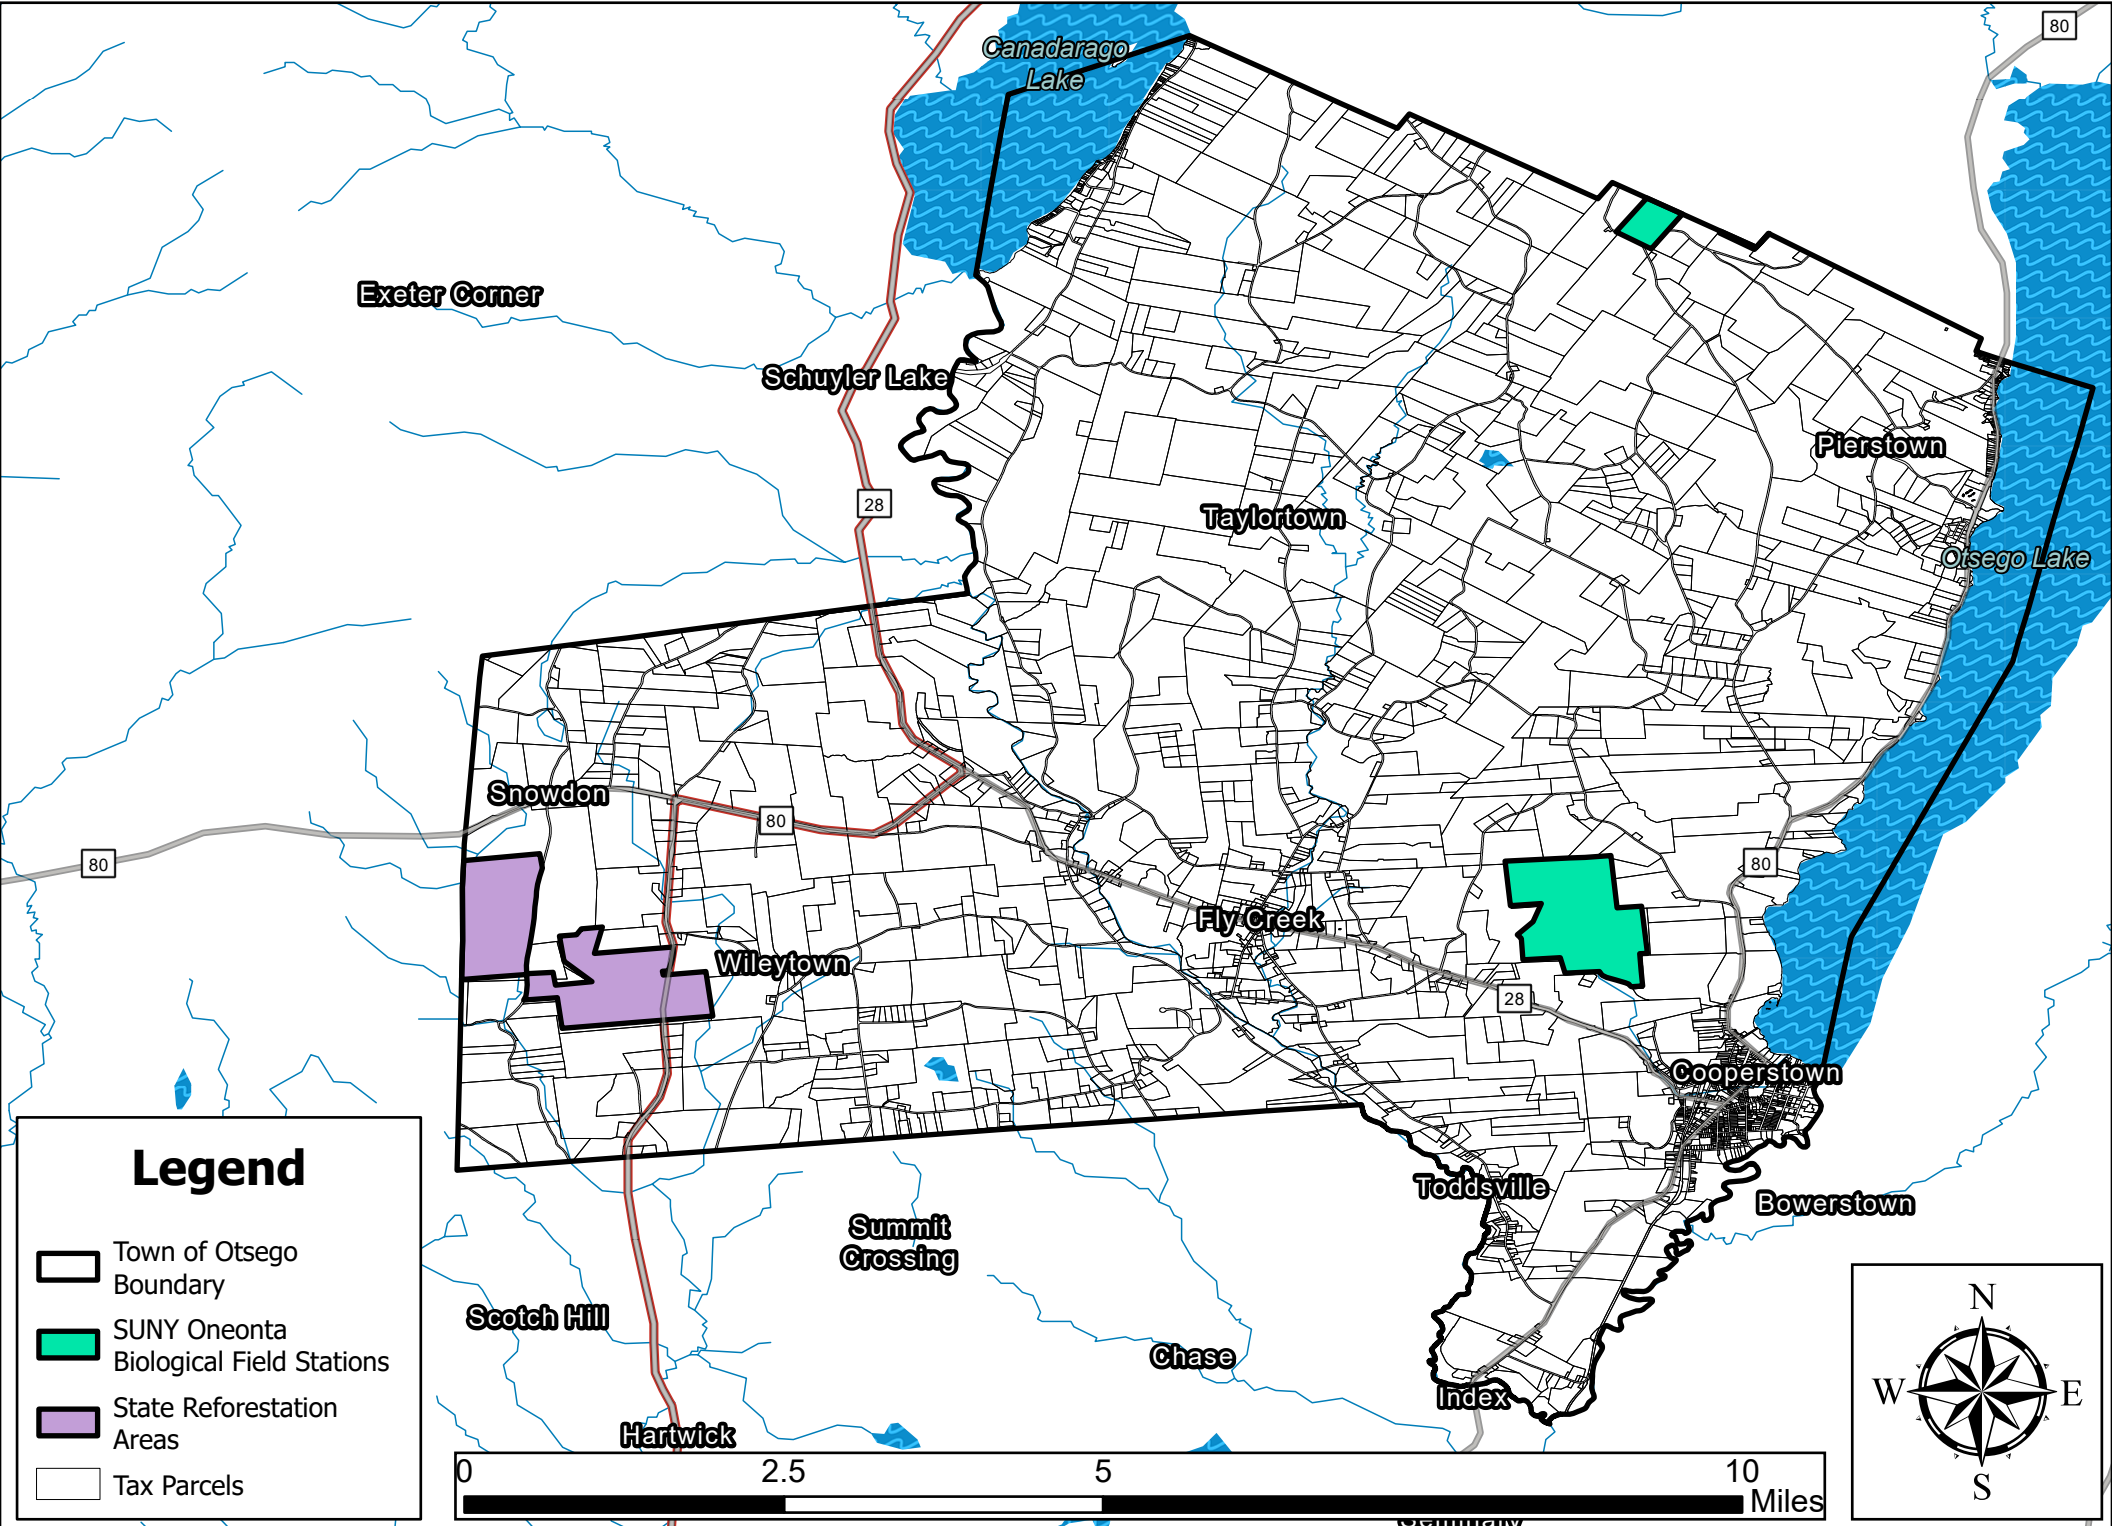 80
Canadarago
Lake
Exeter Corner
Schuyler Lake
Pierstown
28
Taylortown
Otsego Lake
Snowdon
80
80
80
Fly Creek
Wileytown
28
Cooperstown
Toddsville
Bowerstown
Summit
Crossing
Scotch Hill
Chase
Index
Hartwick
Legend
Town of Otsego
Boundary
SUNY Oneonta
Biological Field Stations
State Reforestation
Areas
Tax Parcels
0 2.5 5 10
Miles
N
W E
S